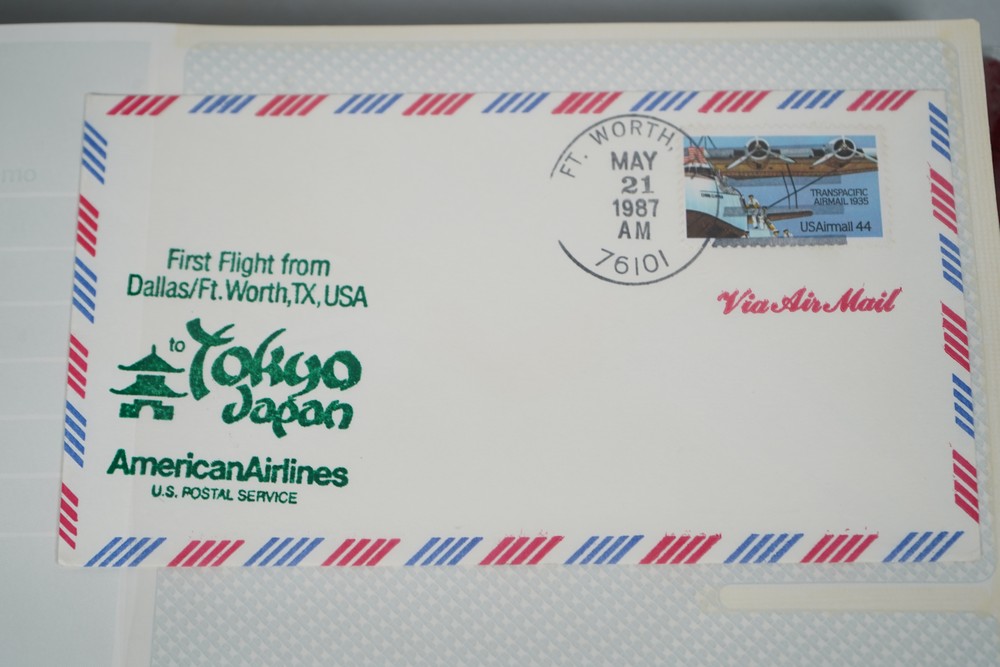 FT. WORTH,
MAY
21
1987
AM
76101
TRANSPACIFIC
AIRMAIL 1935
USAirmail 44
Via Air Mail
First Flight from
Dallas/Ft. Worth, TX, USA
to Tokyo
Japan
AmericanAirlines
U.S. POSTAL SERVICE